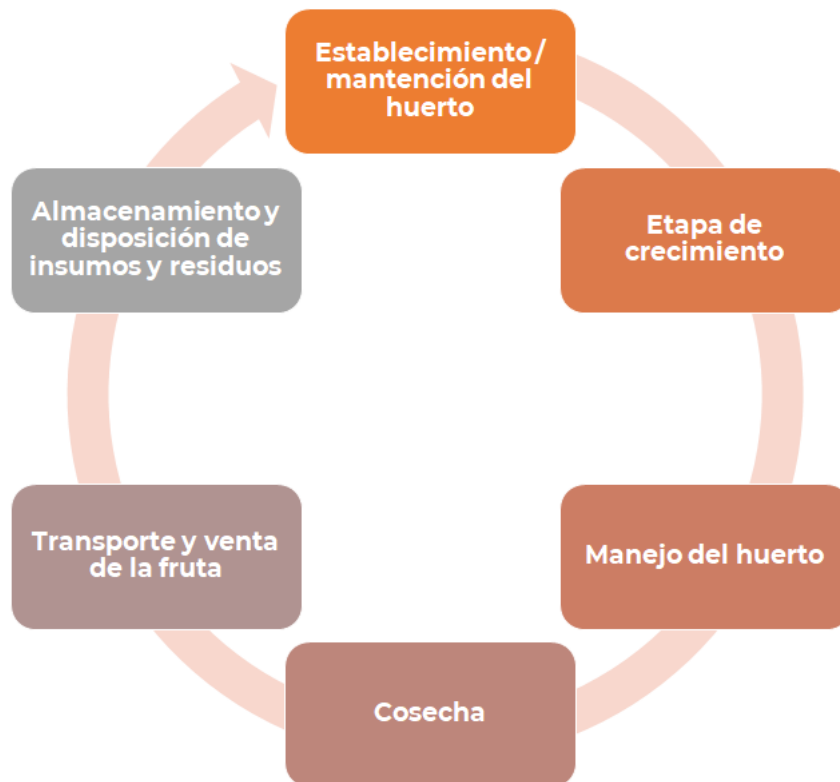 Establecimiento/
mantención del
huerto
Etapa de
crecimiento
Manejo del huerto
Cosecha
Transporte y venta
de la fruta
Almacenamiento y
disposición de
insumos y residuos